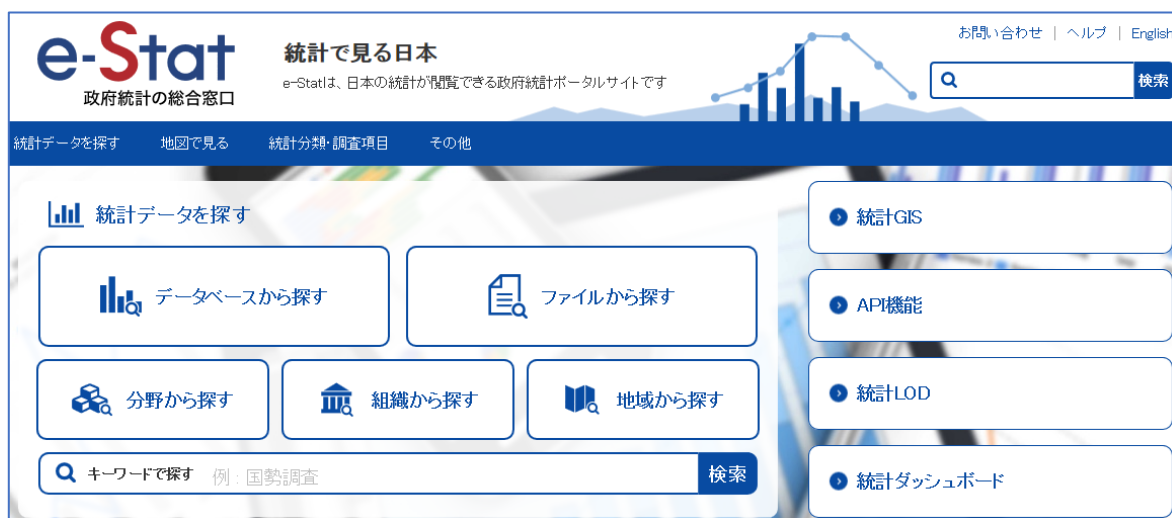 e-Stat
政府統計の総合窓口
統計で見る日本
e-Statは、日本の統計が閲覧できる政府統計ポータルサイトです
お問い合わせ | ヘルプ | English
検索
統計データを探す 地図で見る 統計分類・調査項目 その他
統計データを探す
データベースから探す ファイルから探す
分野から探す 組織から探す 地域から探す
キーワードで探す 例：国勢調査 検索
統計GIS
API機能
統計LOD
統計ダッシュボード